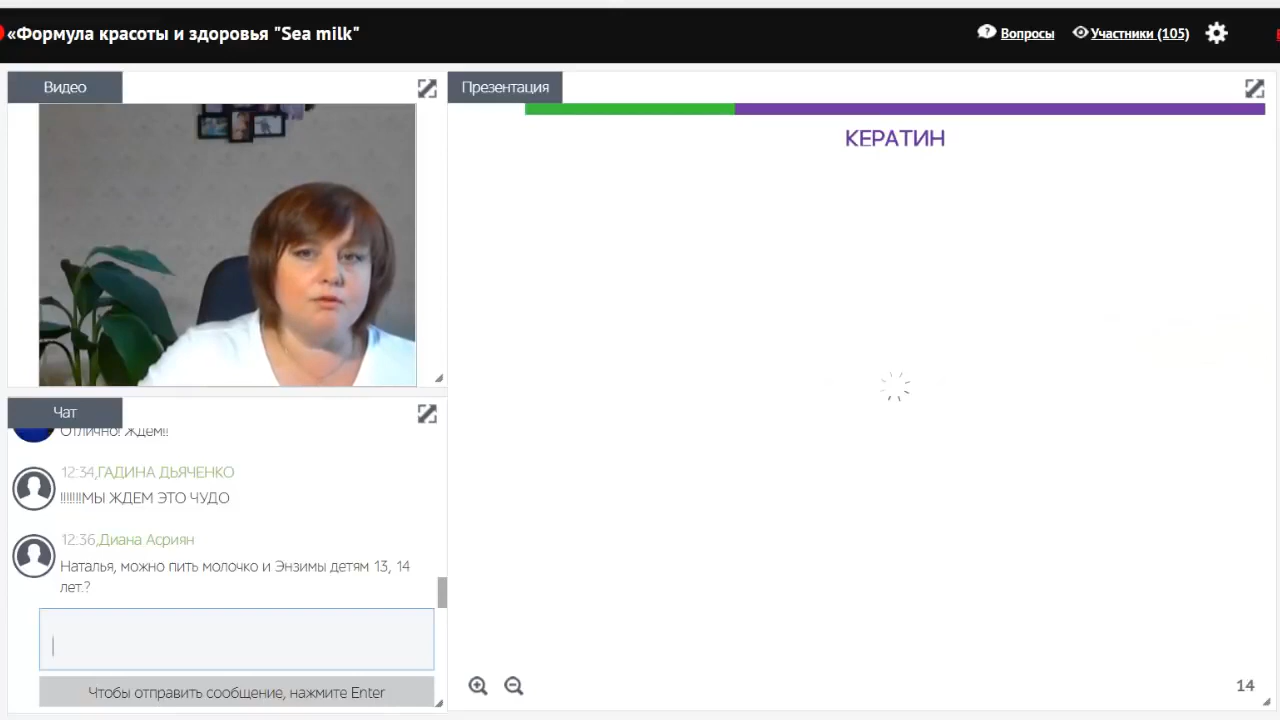 «Формула красоты и здоровья "Sea milk"
Вопросы
Участники (105)
Видео
Презентация
КЕРАТИН
Чат
Отлично! Ждем!!
12:34,ГАДИНА ДЬЯЧЕНКО
!!!!!!!МЫ ЖДЕМ ЭТО ЧУДО
12:36,Диана Асриян
Наталья, можно пить молочко и Энзимы детям 13, 14
лет.?
Чтобы отправить сообщение, нажмите Enter
14